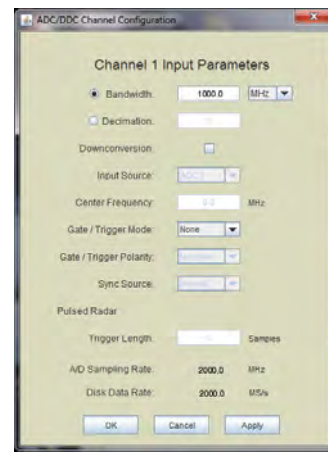 ADC/DDC Channel Configuration
Channel 1 Input Parameters
Bandwidth: 1000.0 MHz
Decimation:
Downconversion:
Input Source:
Center Frequency: MHz
Gate / Trigger Mode: None
Gate / Trigger Polarity:
Sync Source:
Pulsed Radar
Trigger Length: Samples
A/D Sampling Rate: 2000.0 MHz
Disk Data Rate: 2000.0 MS/s
OK Cancel Apply